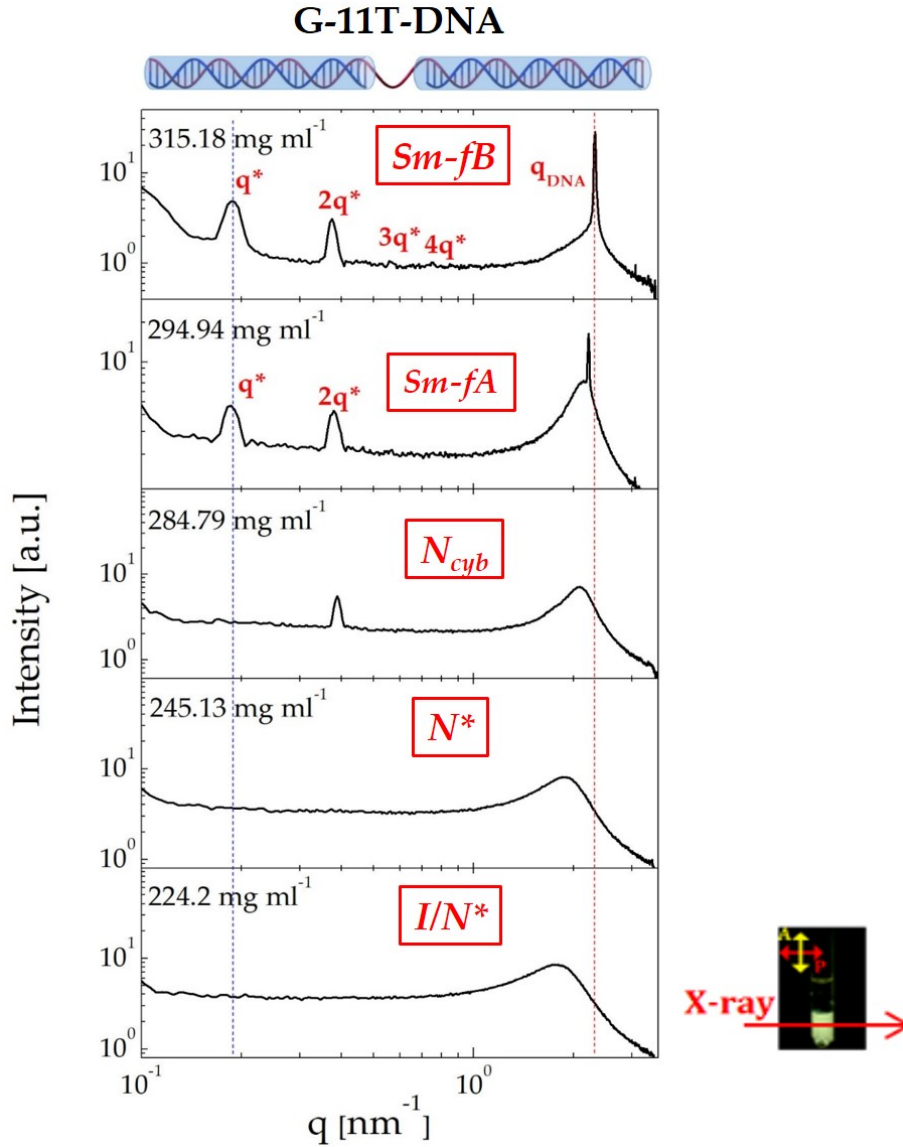 G-11T-DNA
315.18 mg ml⁻¹
Sm-fB
q*
2q*
3q* 4q*
q_DNA
10¹
10⁰
294.94 mg ml⁻¹
Sm-fA
q*
2q*
10¹
284.79 mg ml⁻¹
N_cyb
10¹
10⁰
245.13 mg ml⁻¹
N*
10¹
10⁰
224.2 mg ml⁻¹
I/N*
10¹
10⁰
10⁻¹ 10⁰
q [nm⁻¹]
Intensity [a.u.]
A
P
X-ray